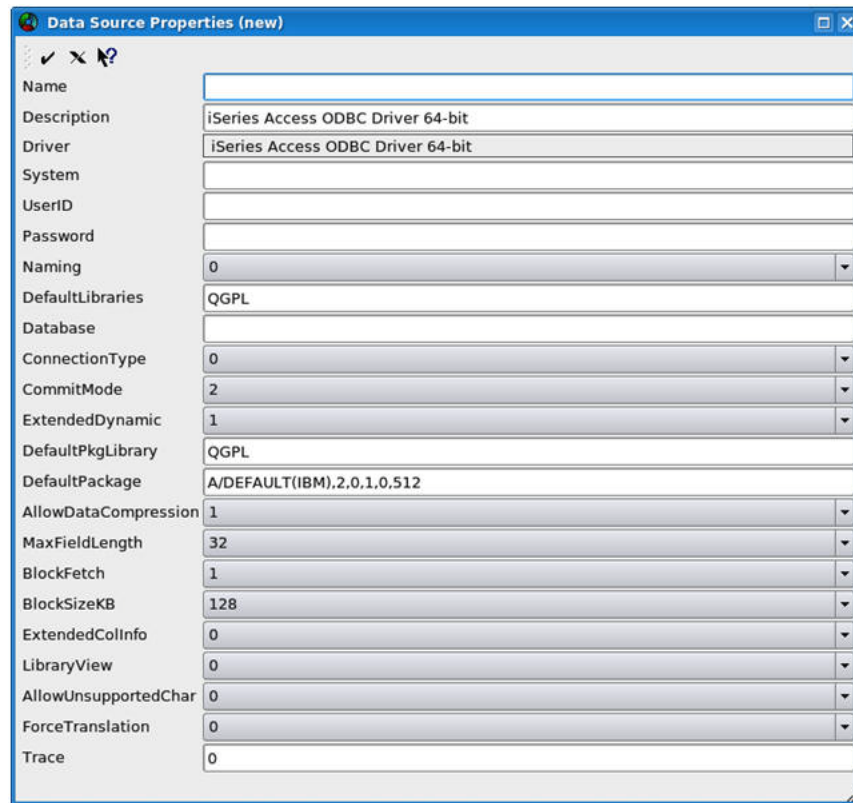 Data Source Properties (new)
Name
Description iSeries Access ODBC Driver 64-bit
Driver iSeries Access ODBC Driver 64-bit
System
UserID
Password
Naming 0
DefaultLibraries QGPL
Database
ConnectionType 0
CommitMode 2
ExtendedDynamic 1
DefaultPkgLibrary QGPL
DefaultPackage A/DEFAULT(IBM),2,0,1,0,512
AllowDataCompression 1
MaxFieldLength 32
BlockFetch 1
BlockSizeKB 128
ExtendedColInfo 0
LibraryView 0
AllowUnsupportedChar 0
ForceTranslation 0
Trace 0